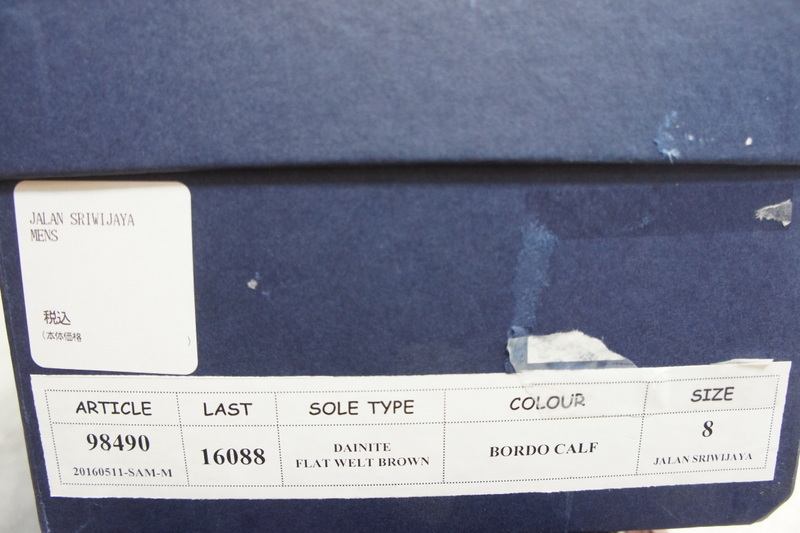 JALAN SRIWIJAYA
MENS
税込
(本体価格 )
ARTICLE LAST SOLE TYPE COLOUR SIZE
98490 16088 DAINITE BORDO CALF 8
20160511-SAM-M FLAT WELT BROWN JALAN SRIWIJAYA